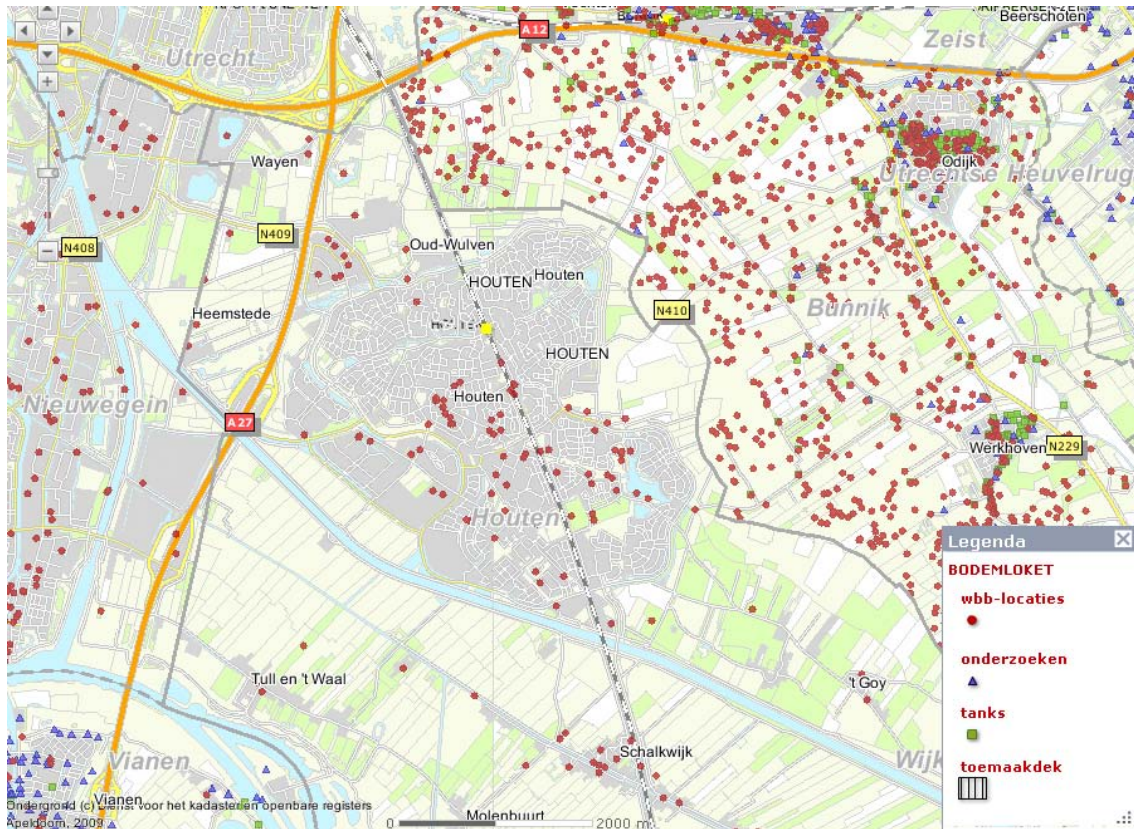 Beerschoten
A12
Zeist
Utrecht
Wayen
Odijk
Utrechtse Heuvelrug
N409
N408
Oud-Wulven
HOUTEN
Houten
Bunnik
N410
Heemstede
HOUTEN
Houten
Nieuwegein
A27
Werkhoven
N229
Houten
Legenda
BODEMLOKET
wbb-locaties
onderzoeken
tanks
toemaakdek
Tull en 't Waal
't Goy
Schalkwijk
Wijk
Vianen
Vianen
Ondergrond (c) Dienst voor het kadaster en openbare registers
Apeldoorn, 2009
Molenbuurt
0 2000 m